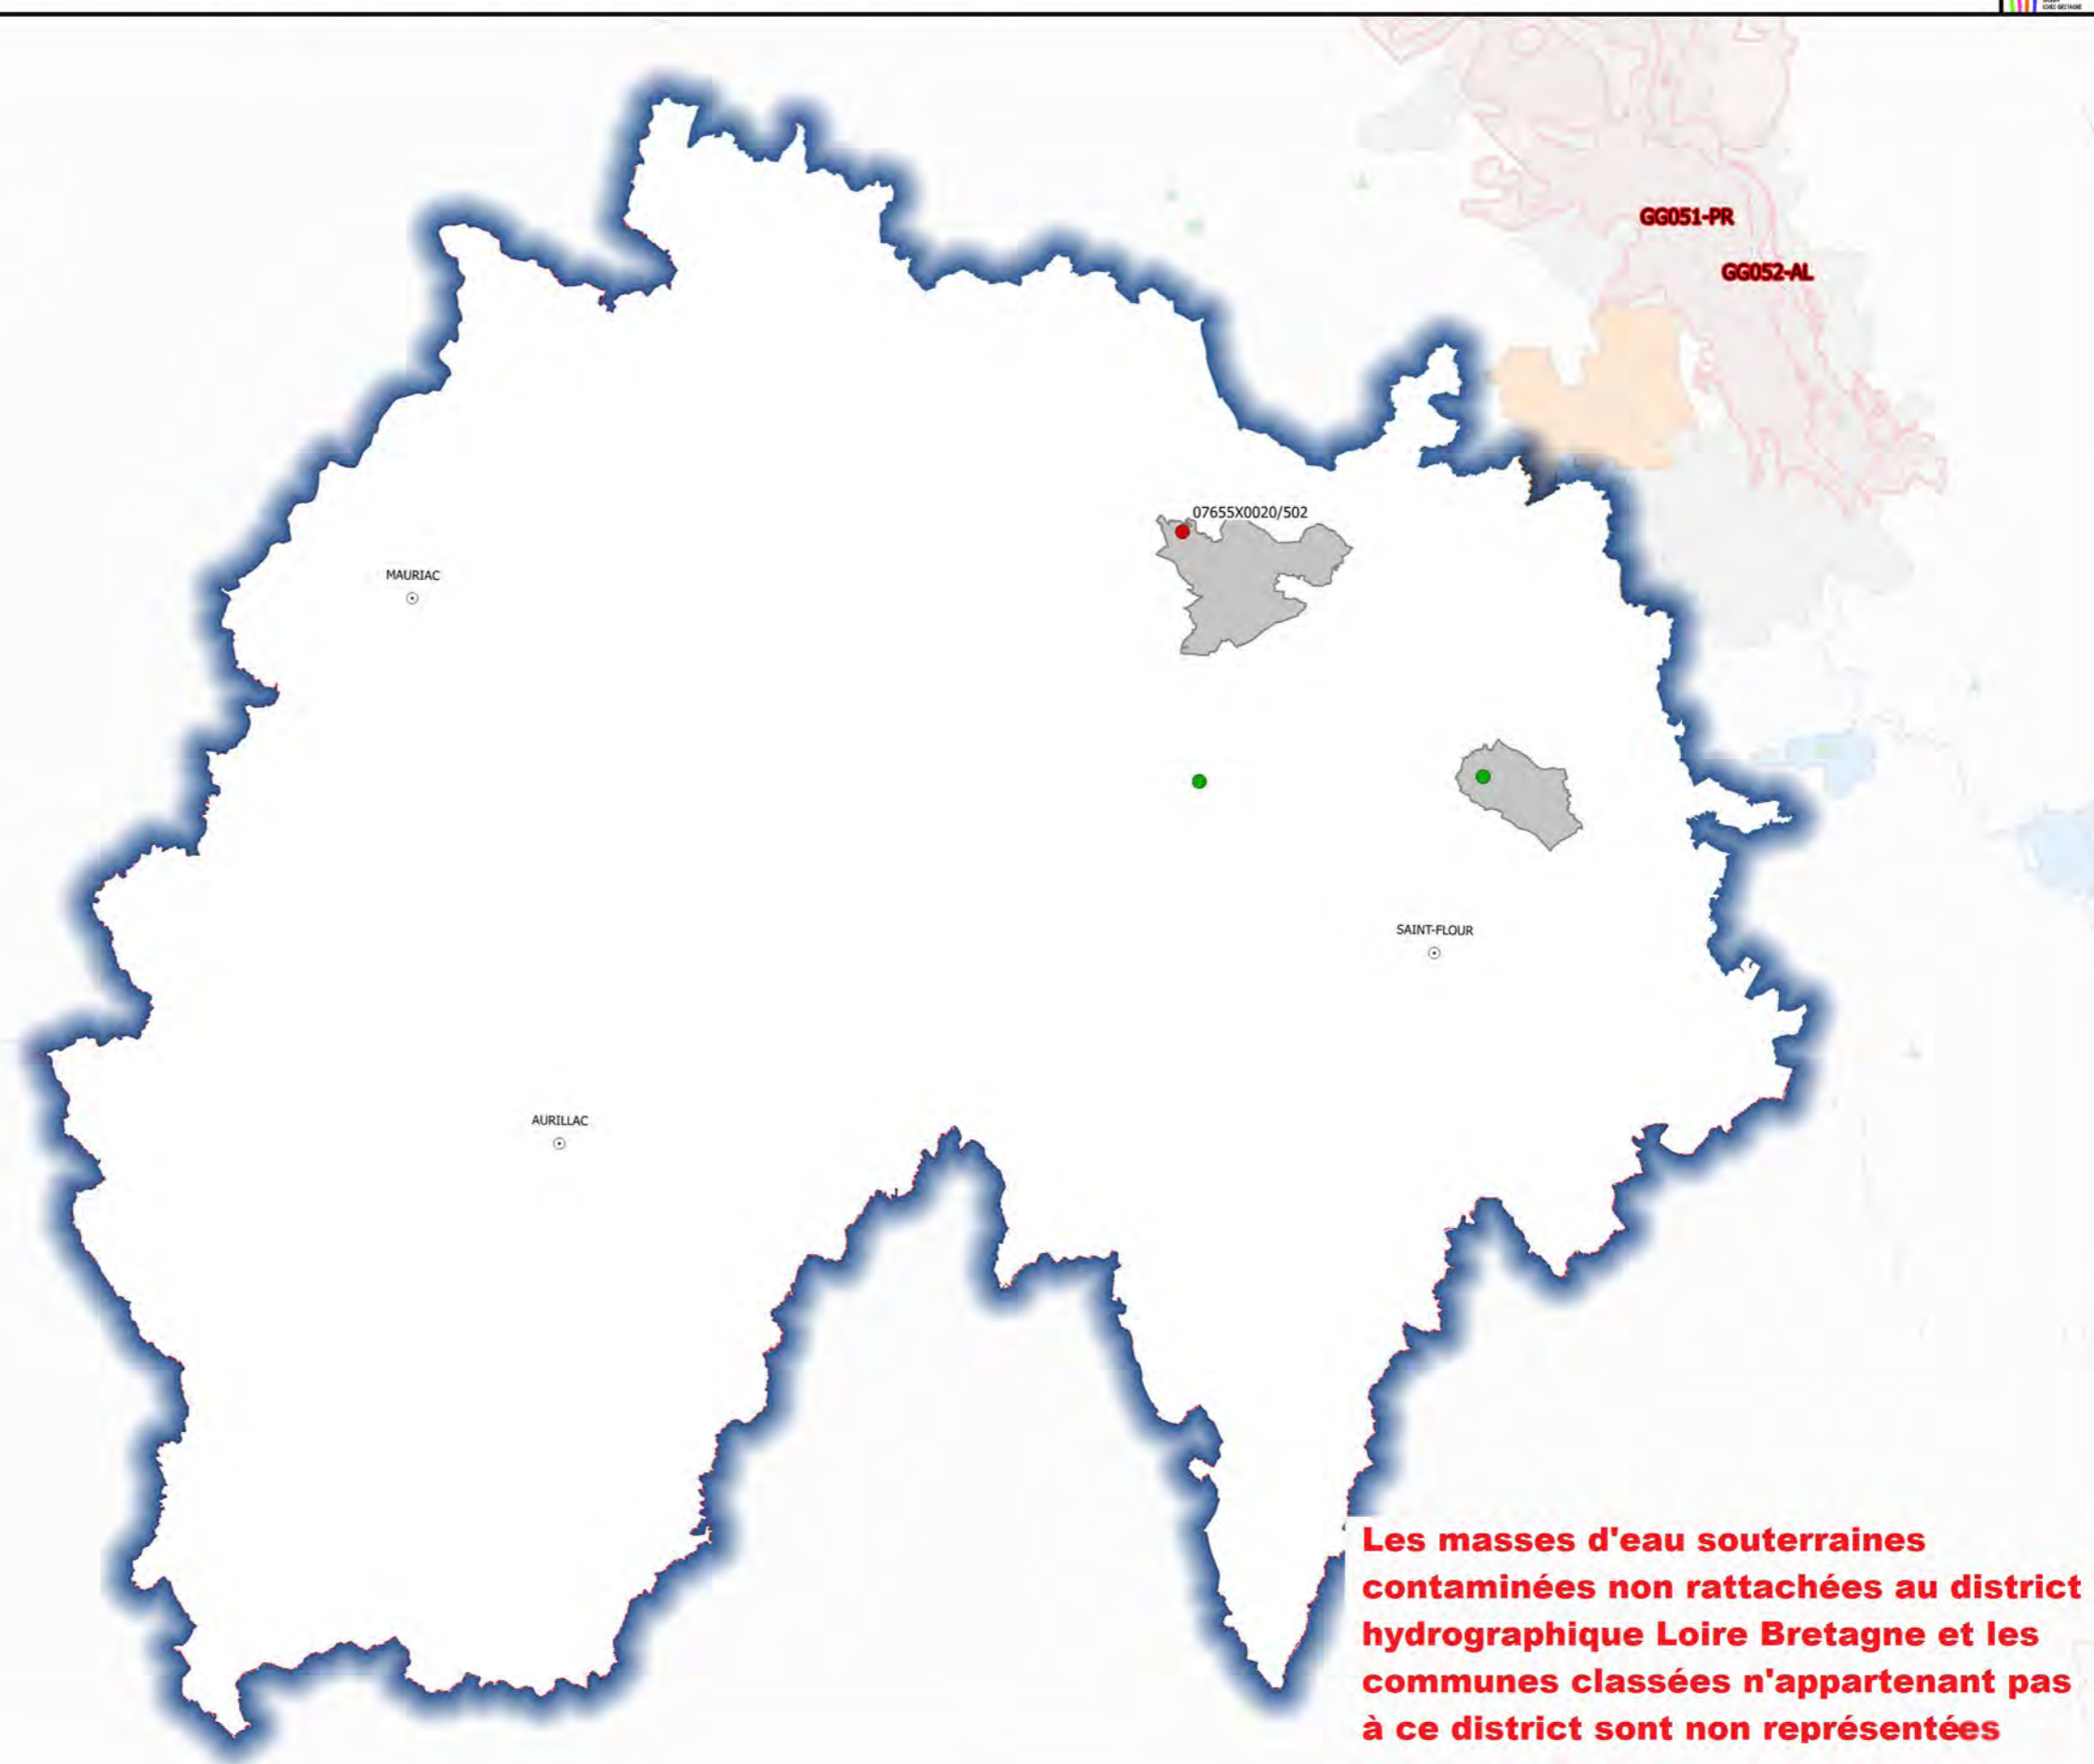 GG051-PR
GG052-AL
07655X0020/502
MAURIAC
SAINT-FLOUR
AURILLAC
Les masses d'eau souterraines
contaminées non rattachées au district
hydrographique Loire Bretagne et les
communes classées n'appartenant pas
à ce district sont non représentées